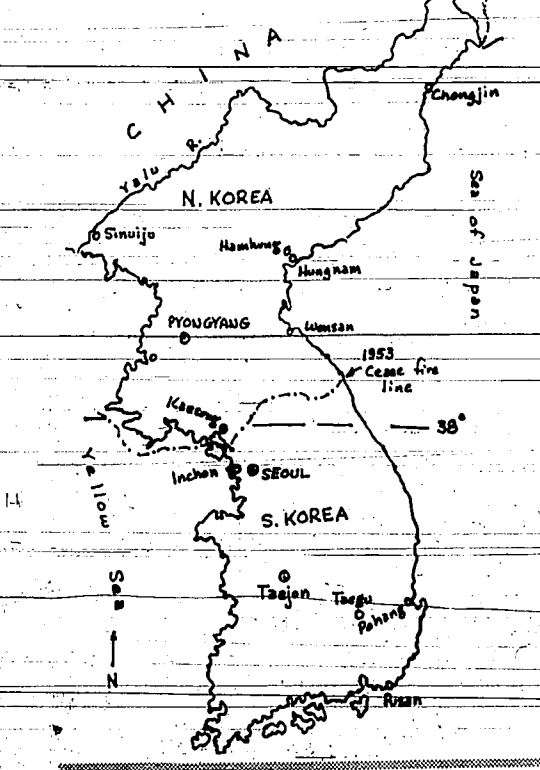 CHINA
Chongjin
Yalu R.
N. KOREA
Sea of Japan
Sinuiju
Hamhung
Hungnam
PYONGYANG
Wonsan
1953
Cease fire
line
Kaesong
38°
Yellow Sea
Inchon
SEOUL
S. KOREA
Taejon
Taegu
Pohang
N
Pusan